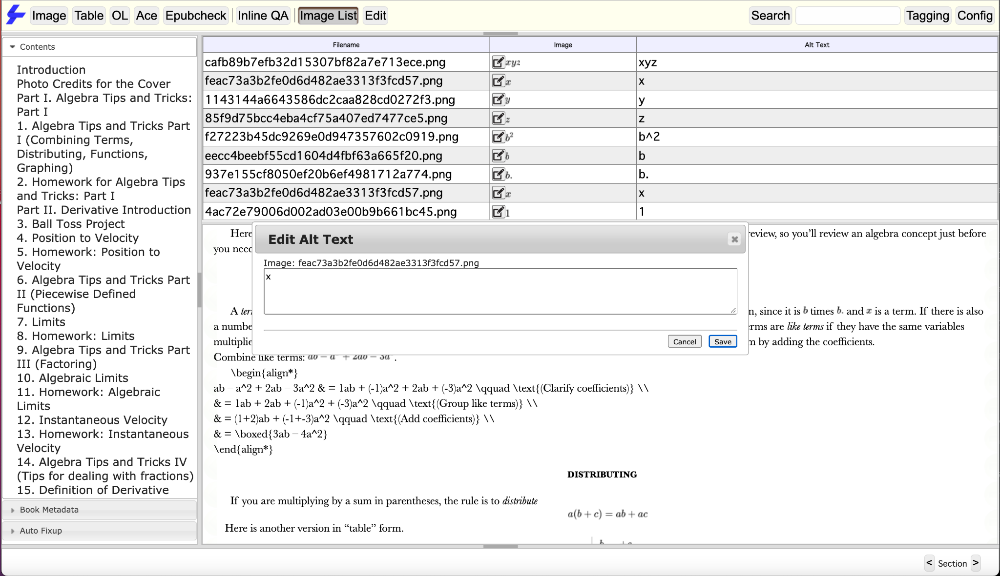 Image Table OL Ace Epubcheck Inline QA Image List Edit Search Tagging Config
Contents
Introduction
Photo Credits for the Cover
Part I. Algebra Tips and Tricks:
Part I
1. Algebra Tips and Tricks Part
I (Combining Terms,
Distributing, Functions,
Graphing)
2. Homework for Algebra Tips
and Tricks: Part I
Part II. Derivative Introduction
3. Ball Toss Project
4. Position to Velocity
5. Homework: Position to
Velocity
6. Algebra Tips and Tricks Part
II (Piecewise Defined
Functions)
7. Limits
8. Homework: Limits
9. Algebra Tips and Tricks Part
III (Factoring)
10. Algebraic Limits
11. Homework: Algebraic
Limits
12. Instantaneous Velocity
13. Homework: Instantaneous
Velocity
14. Algebra Tips and Tricks IV
(Tips for dealing with fractions)
15. Definition of Derivative
Book Metadata
Auto Fixup
Filename Image Alt Text
cafb89b7efb32d15307bf82a7e713ece.png xyz xyz
feac73a3b2fe0d6d482ae3313f3fcd57.png x x
1143144a6643586dc2caa828cd0272f3.png y y
85f9d75bcc4eba4cf75a407ed7477ce5.png z z
f27223b45dc9269e0d947357602c0919.png b² b^2
eecc4beebf55cd1604d4fbf63a665f20.png b b
937e155cf8050ef20b6ef4981712a774.png b. b.
feac73a3b2fe0d6d482ae3313f3fcd57.png x x
4ac72e79006d002ad03e00b9b661bc45.png 1 1
Edit Alt Text
Image: feac73a3b2fe0d6d482ae3313f3fcd57.png
x
Cancel Save
Here eview, so you’ll review an algebra concept just before
you need
A , since it is b times b. and x is a term. If there is also
a number rms are like terms if they have the same variables
by adding the coefficients.
Combine like terms: ab − a + 2ab − 3a .
\begin{align*}
ab – a^2 + 2ab – 3a^2 & = 1ab + (-1)a^2 + 2ab + (-3)a^2 \qquad \text{(Clarify coefficients)} \\
& = 1ab + 2ab + (-1)a^2 + (-3)a^2 \qquad \text{(Group like terms)} \\
& = (1+2)ab + (-1+-3)a^2 \qquad \text{(Add coefficients)} \\
& = \boxed{3ab – 4a^2}
\end{align*}
DISTRIBUTING
If you are multiplying by a sum in parentheses, the rule is to distribute
a(b + c) = ab + ac
Here is another version in “table” form.
b +c
< Section >